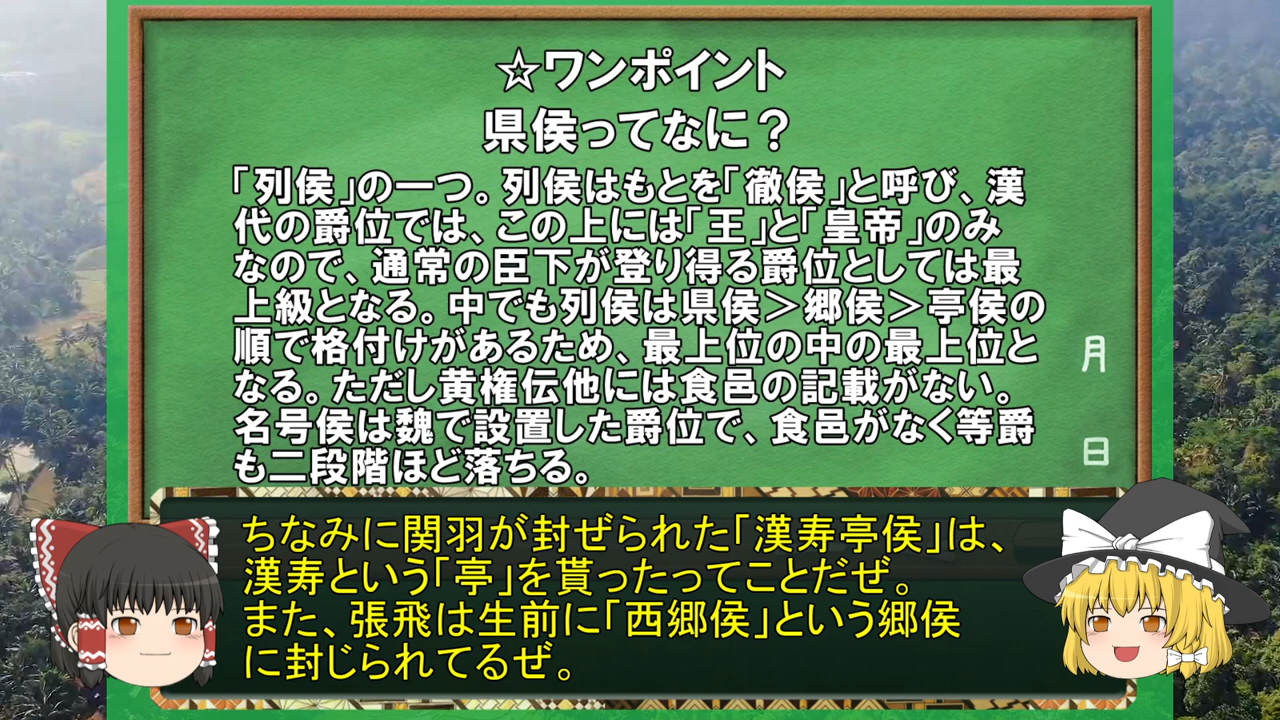 ☆ワンポイント
県侯ってなに？
「列侯」の一つ。列侯はもとを「徹侯」と呼び、漢
代の爵位では、この上には「王」と「皇帝」のみ
なので、通常の臣下が登り得る爵位としては最
上級となる。中でも列侯は県侯＞郷侯＞亭侯の
順で格付けがあるため、最上位の中の最上位と
なる。ただし黄権伝他には食邑の記載がない。
名号侯は魏で設置した爵位で、食邑がなく等爵
も二段階ほど落ちる。
月
日
ちなみに関羽が封ぜられた「漢寿亭侯」は、
漢寿という「亭」を貰ったってことだぜ。
また、張飛は生前に「西郷侯」という郷侯
に封じられてるぜ。